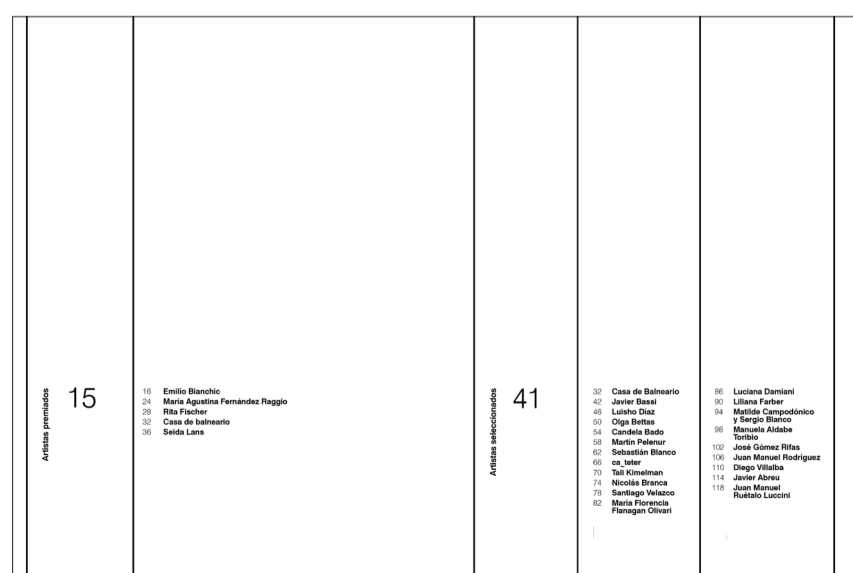 Artistas premiados
15
16 Emilio Bianchic
24 María Agustina Fernández Raggio
28 Rita Fischer
32 Casa de balneario
36 Seida Lans
Artistas seleccionados
41
32 Casa de Balneario
42 Javier Bassi
46 Luisho Díaz
50 Olga Bettas
54 Candela Bado
58 Martín Pelenur
62 Sebastián Blanco
66 ca_teter
70 Tali Kimelman
74 Nicolás Branca
78 Santiago Velazco
82 María Florencia
Flanagan Olivari
86 Luciana Damiani
90 Liliana Farber
94 Matilde Campodónico
y Sergio Blanco
98 Manuela Aldabe
Toribio
102 José Gómez Rifas
106 Juan Manuel Rodríguez
110 Diego Villalba
114 Javier Abreu
118 Juan Manuel
Ruétalo Luccini